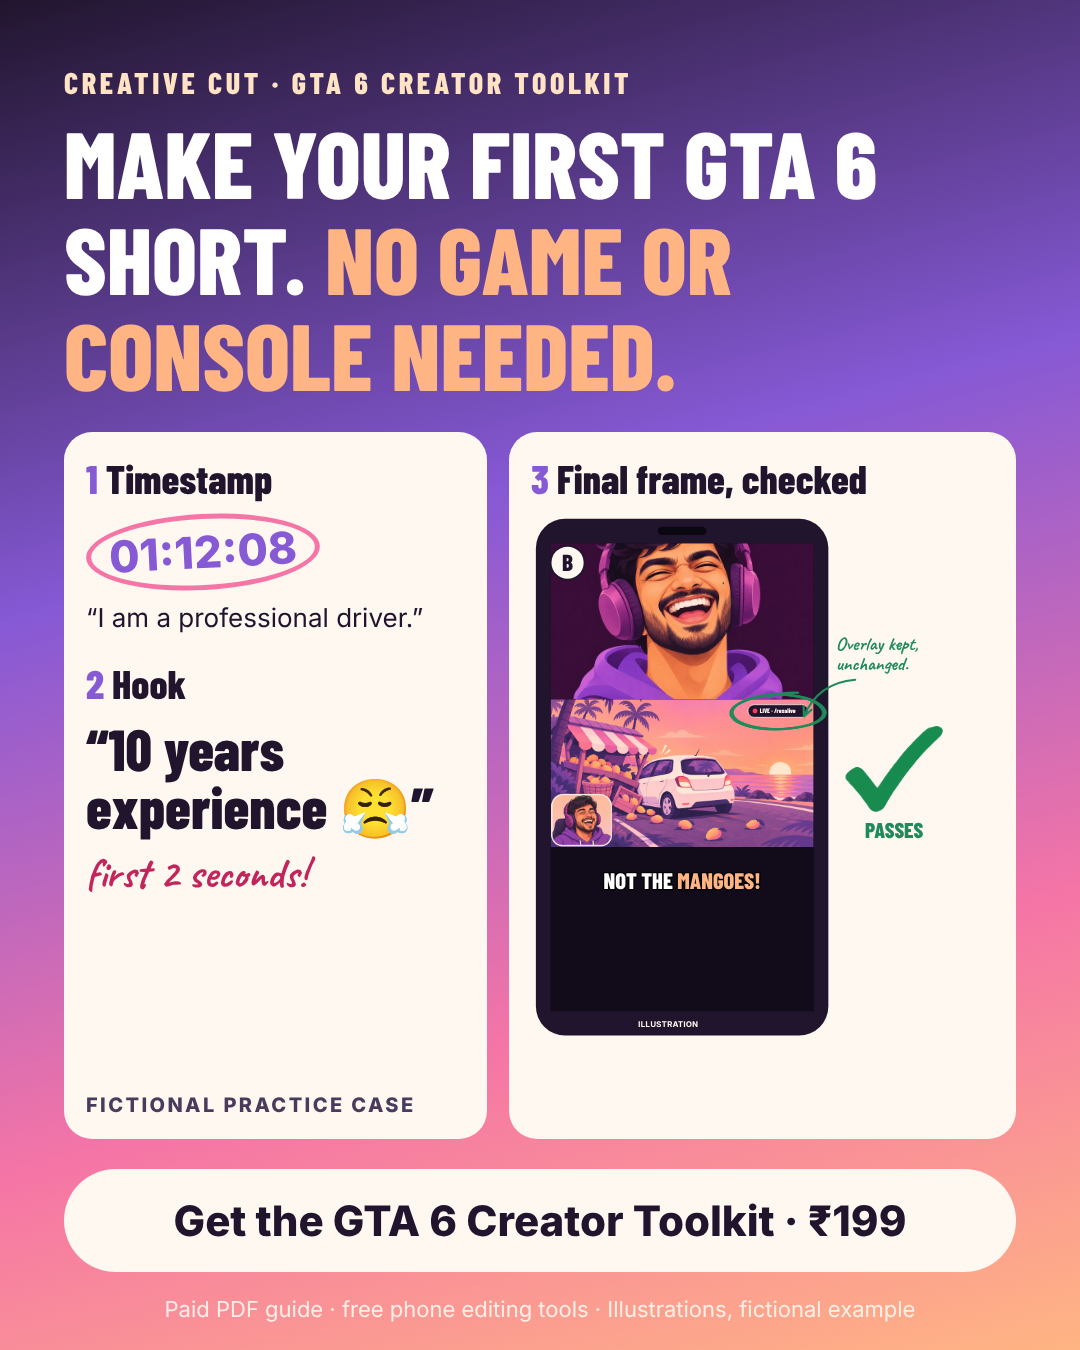 CREATIVE CUT · GTA 6 CREATOR TOOLKIT
MAKE YOUR FIRST GTA 6
SHORT. NO GAME OR
CONSOLE NEEDED.
1 Timestamp
01:12:08
“I am a professional driver.”
2 Hook
“10 years
experience 😤”
first 2 seconds!
FICTIONAL PRACTICE CASE
3 Final frame, checked
B
LIVE · /rexalive
NOT THE MANGOES!
ILLUSTRATION
Overlay kept,
unchanged.
PASSES
Get the GTA 6 Creator Toolkit · ₹199
Paid PDF guide · free phone editing tools · Illustrations, fictional example